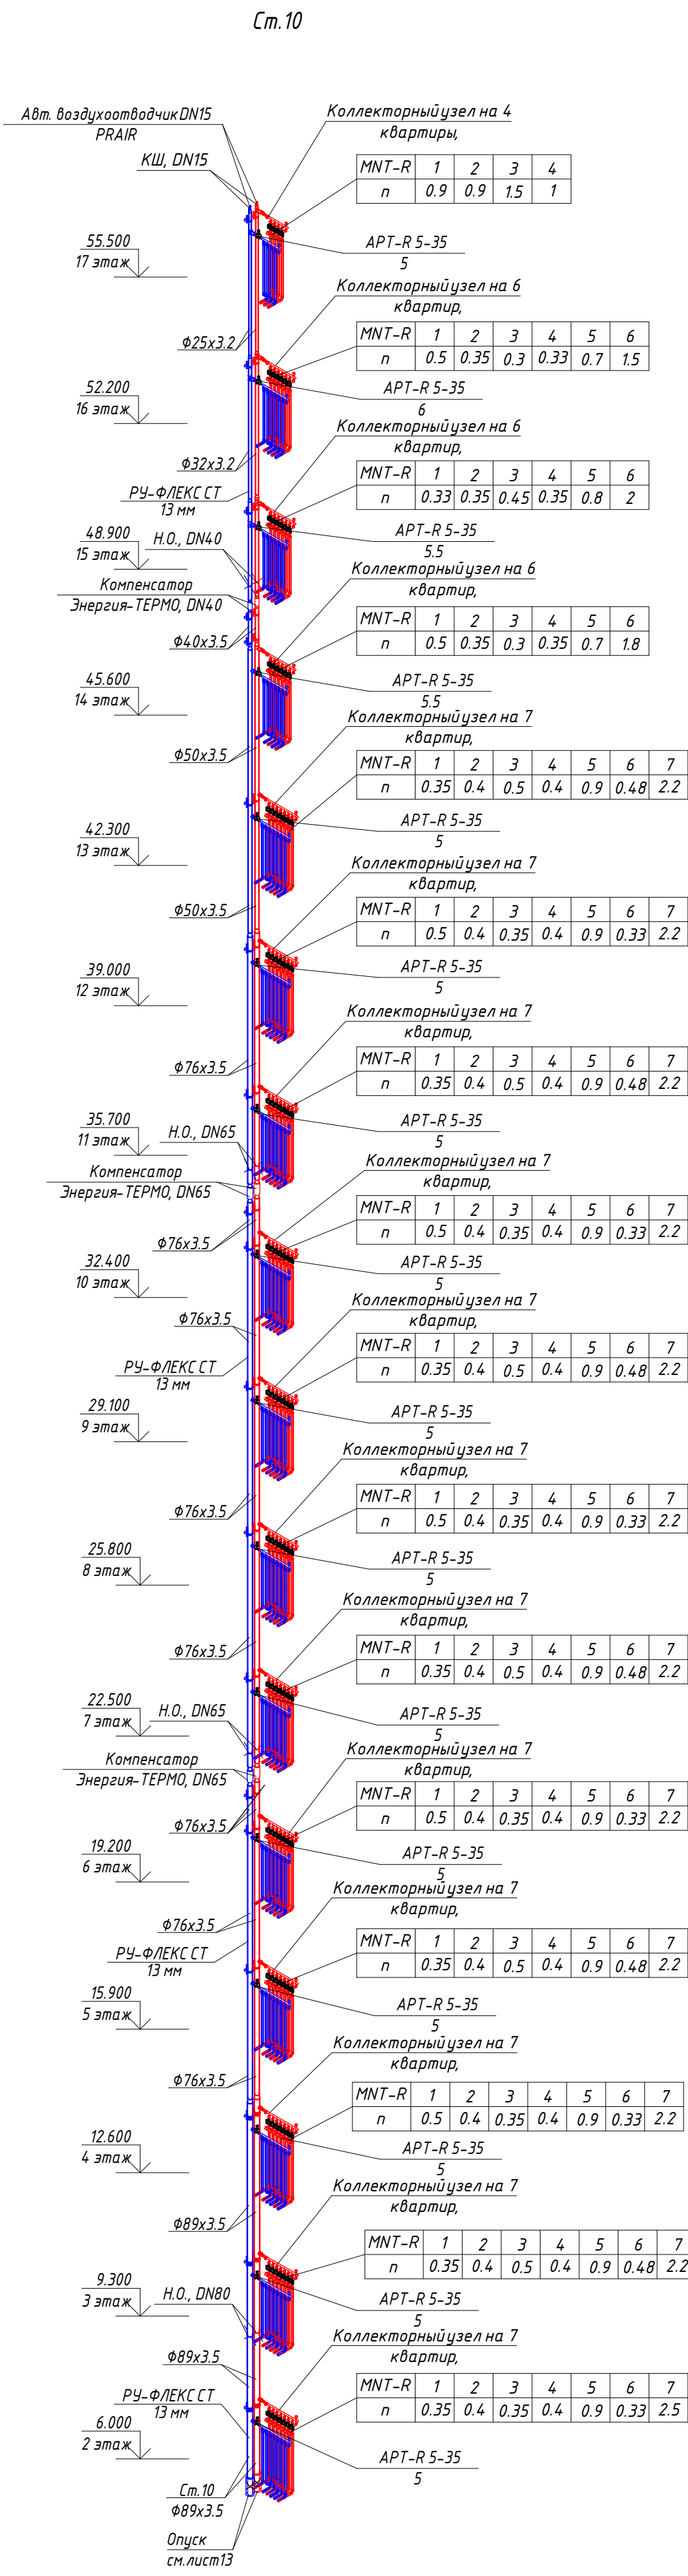 Ст.10
Авт. воздухоотводчик DN15
PRAIR
КШ, DN15
Коллекторный узел на 4
квартиры,
MNT-R 1 2 3 4
n 0.9 0.9 1.5 1
APT-R 5-35
5
55.500
17 этаж
Коллекторный узел на 6
квартир,
MNT-R 1 2 3 4 5 6
n 0.5 0.35 0.3 0.33 0.7 1.5
Ф25х3.2
APT-R 5-35
6
52.200
16 этаж
Коллекторный узел на 6
квартир,
MNT-R 1 2 3 4 5 6
n 0.33 0.35 0.45 0.35 0.8 2
Ф32х3.2
РУ-ФЛЕКС СТ
13 мм
APT-R 5-35
5.5
48.900
15 этаж
Н.О., DN40
Коллекторный узел на 6
квартир,
Компенсатор
Энергия-ТЕРМО, DN40
MNT-R 1 2 3 4 5 6
n 0.5 0.35 0.3 0.35 0.7 1.8
Ф40х3.5
APT-R 5-35
5.5
45.600
14 этаж
Коллекторный узел на 7
квартир,
MNT-R 1 2 3 4 5 6 7
n 0.35 0.4 0.5 0.4 0.9 0.48 2.2
Ф50х3.5
APT-R 5-35
5
42.300
13 этаж
Коллекторный узел на 7
квартир,
MNT-R 1 2 3 4 5 6 7
n 0.5 0.4 0.35 0.4 0.9 0.33 2.2
Ф50х3.5
APT-R 5-35
5
39.000
12 этаж
Коллекторный узел на 7
квартир,
MNT-R 1 2 3 4 5 6 7
n 0.35 0.4 0.5 0.4 0.9 0.48 2.2
Ф76х3.5
APT-R 5-35
5
35.700
11 этаж
Н.О., DN65
Коллекторный узел на 7
квартир,
Компенсатор
Энергия-ТЕРМО, DN65
MNT-R 1 2 3 4 5 6 7
n 0.5 0.4 0.35 0.4 0.9 0.33 2.2
Ф76х3.5
APT-R 5-35
5
32.400
10 этаж
Коллекторный узел на 7
квартир,
Ф76х3.5
MNT-R 1 2 3 4 5 6 7
n 0.35 0.4 0.5 0.4 0.9 0.48 2.2
РУ-ФЛЕКС СТ
13 мм
APT-R 5-35
5
29.100
9 этаж
Коллекторный узел на 7
квартир,
MNT-R 1 2 3 4 5 6 7
n 0.5 0.4 0.35 0.4 0.9 0.33 2.2
Ф76х3.5
APT-R 5-35
5
25.800
8 этаж
Коллекторный узел на 7
квартир,
MNT-R 1 2 3 4 5 6 7
n 0.35 0.4 0.5 0.4 0.9 0.48 2.2
Ф76х3.5
APT-R 5-35
5
22.500
7 этаж
Н.О., DN65
Коллекторный узел на 7
квартир,
Компенсатор
Энергия-ТЕРМО, DN65
MNT-R 1 2 3 4 5 6 7
n 0.5 0.4 0.35 0.4 0.9 0.33 2.2
Ф76х3.5
APT-R 5-35
5
19.200
6 этаж
Коллекторный узел на 7
квартир,
Ф76х3.5
MNT-R 1 2 3 4 5 6 7
n 0.35 0.4 0.5 0.4 0.9 0.48 2.2
РУ-ФЛЕКС СТ
13 мм
APT-R 5-35
5
15.900
5 этаж
Коллекторный узел на 7
квартир,
Ф76х3.5
MNT-R 1 2 3 4 5 6 7
n 0.5 0.4 0.35 0.4 0.9 0.33 2.2
APT-R 5-35
5
12.600
4 этаж
Коллекторный узел на 7
квартир,
Ф89х3.5
MNT-R 1 2 3 4 5 6 7
n 0.35 0.4 0.5 0.4 0.9 0.48 2.2
APT-R 5-35
5
9.300
3 этаж
Н.О., DN80
Коллекторный узел на 7
квартир,
Ф89х3.5
MNT-R 1 2 3 4 5 6 7
n 0.35 0.4 0.35 0.4 0.9 0.33 2.5
РУ-ФЛЕКС СТ
13 мм
APT-R 5-35
5
6.000
2 этаж
Ст.10
Ф89х3.5
Опуск
см.лист13